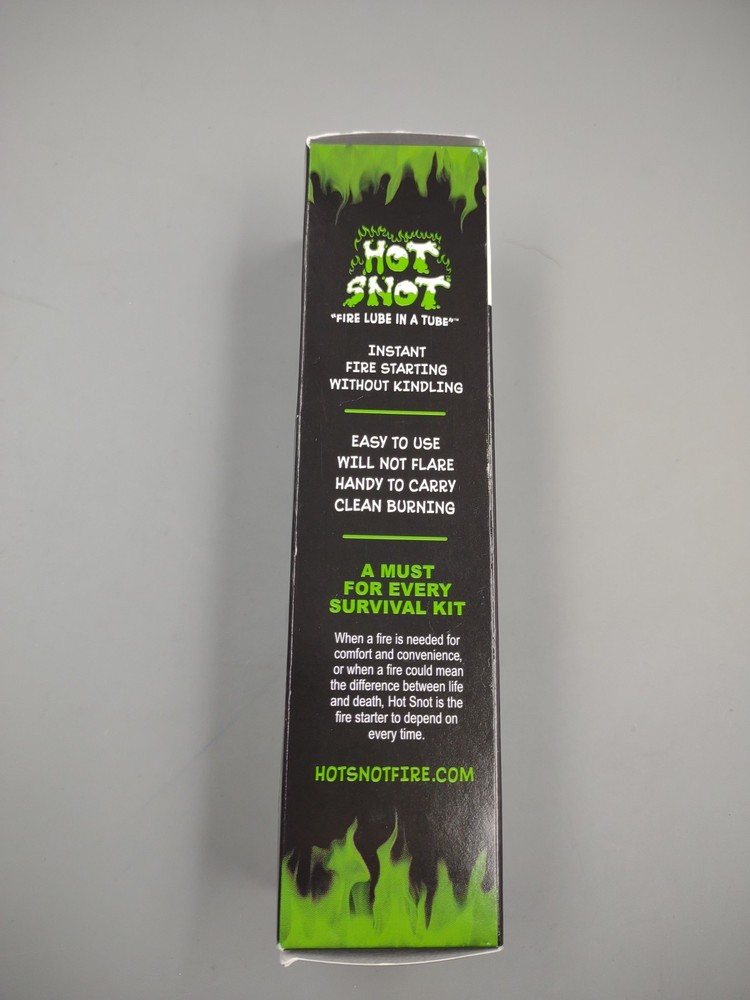 HOT
SNOT
"FIRE LUBE IN A TUBE"™
INSTANT
FIRE STARTING
WITHOUT KINDLING
EASY TO USE
WILL NOT FLARE
HANDY TO CARRY
CLEAN BURNING
A MUST
FOR EVERY
SURVIVAL KIT
When a fire is needed for
comfort and convenience,
or when a fire could mean
the difference between life
and death, Hot Snot is the
fire starter to depend on
every time.
HOTSNOTFIRE.COM